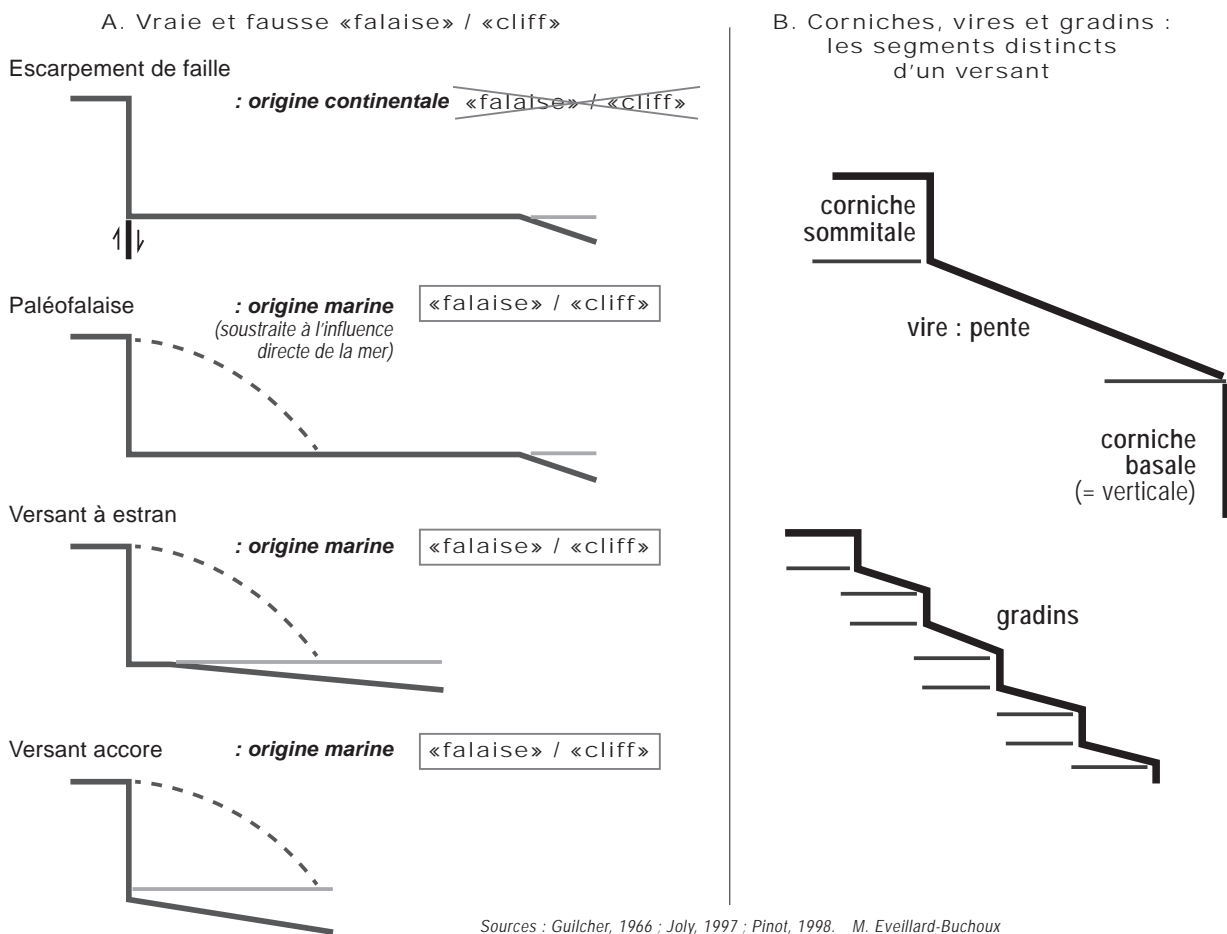 A. Vraie et fausse «falaise» / «cliff»
Escarpement de faille
: origine continentale «falaise» / «cliff»
Paléofalaise : origine marine «falaise» / «cliff»
(soustraite à l'influence
directe de la mer)
Versant à estran
: origine marine «falaise» / «cliff»
Versant accore : origine marine «falaise» / «cliff»
B. Corniches, vires et gradins :
les segments distincts
d'un versant
corniche
sommitale
vire : pente
corniche
basale
(= verticale)
gradins
Sources : Guilcher, 1966 ; Joly, 1997 ; Pinot, 1998. M. Eveillard-Buchoux